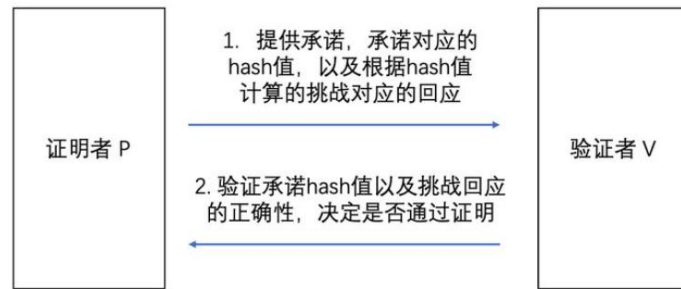 1. 提供承诺，承诺对应的
hash值，以及根据hash值
计算的挑战对应的回应
证明者 P
验证者 V
2. 验证承诺hash值以及挑战回应
的正确性，决定是否通过证明